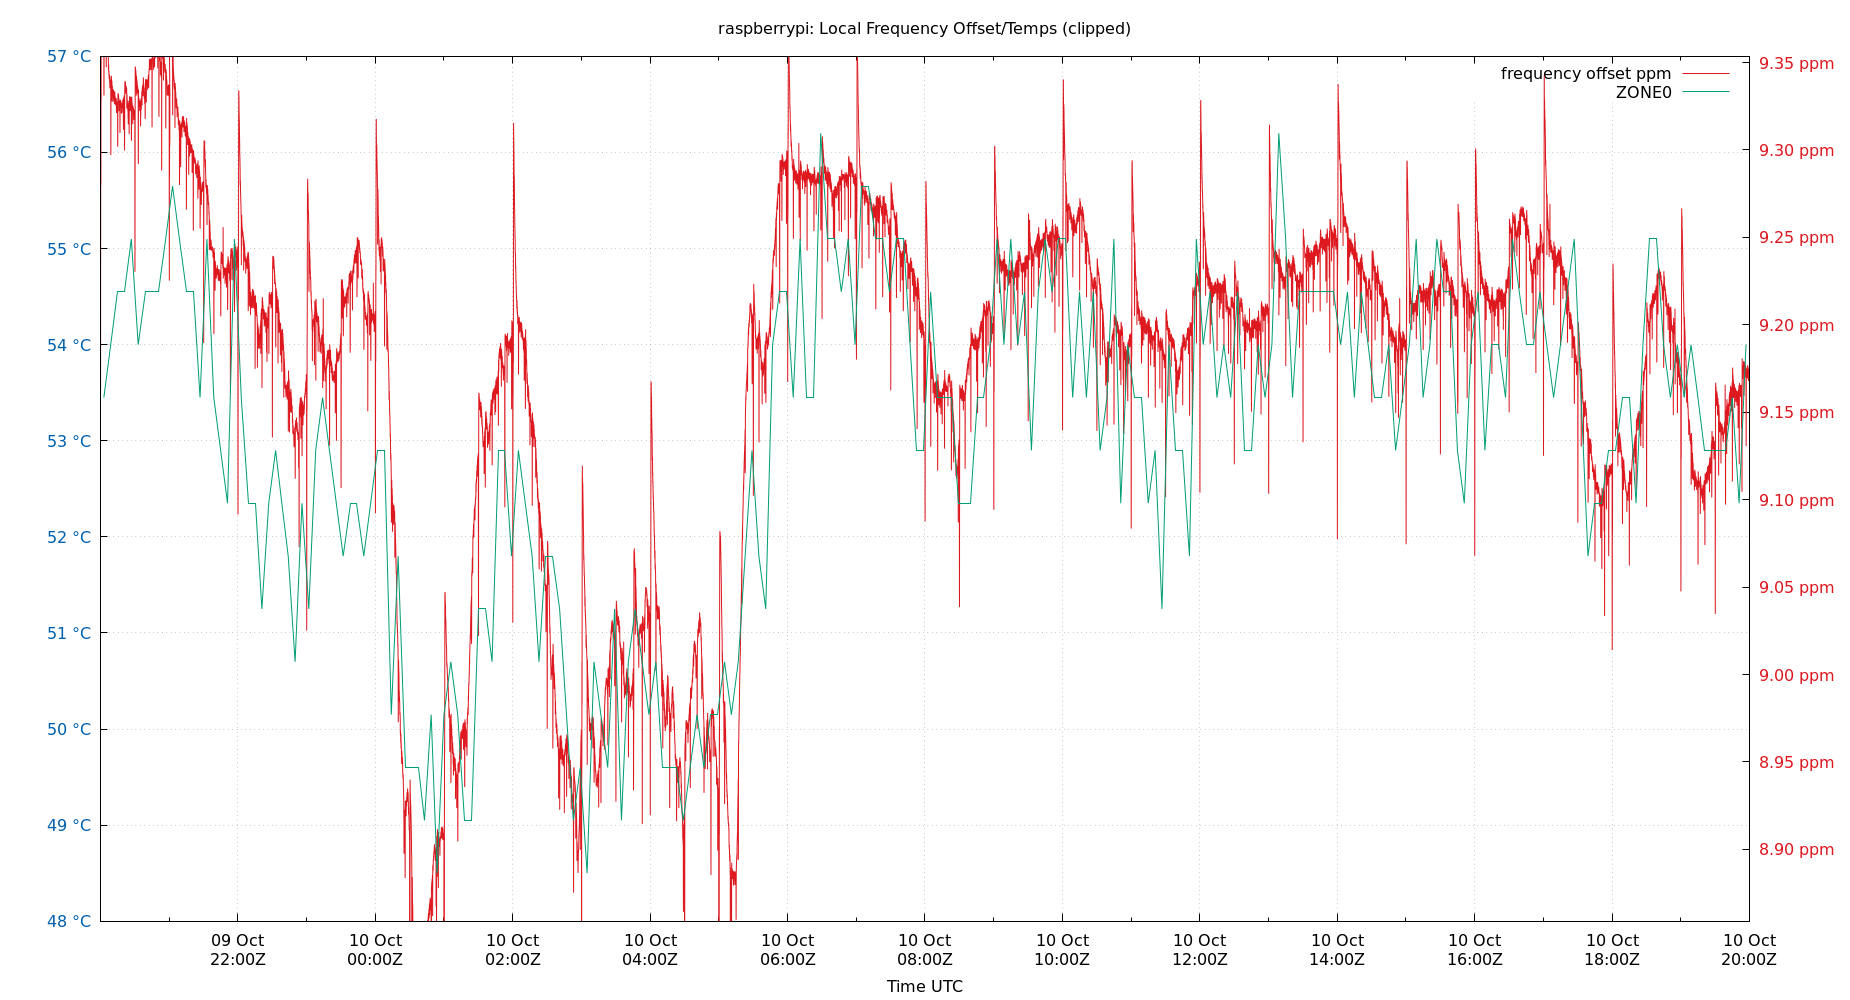 raspberrypi: Local Frequency Offset/Temps (clipped)
frequency offset ppm
ZONE0
57 °C
56 °C
55 °C
54 °C
53 °C
52 °C
51 °C
50 °C
49 °C
48 °C
9.35 ppm
9.30 ppm
9.25 ppm
9.20 ppm
9.15 ppm
9.10 ppm
9.05 ppm
9.00 ppm
8.95 ppm
8.90 ppm
09 Oct 10 Oct 10 Oct 10 Oct 10 Oct 10 Oct 10 Oct 10 Oct 10 Oct 10 Oct 10 Oct 10 Oct
22:00Z 00:00Z 02:00Z 04:00Z 06:00Z 08:00Z 10:00Z 12:00Z 14:00Z 16:00Z 18:00Z 20:00Z
Time UTC